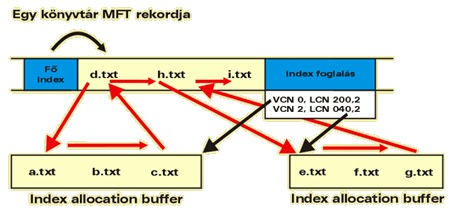 Egy könyvtár MFT rekordja
Fő
index
d.txt h.txt i.txt
Index foglalás
VCN 0, LCN 200,2
VCN 2, LCN 040,2
a.txt b.txt c.txt
Index allocation buffer
e.txt f.txt g.txt
Index allocation buffer